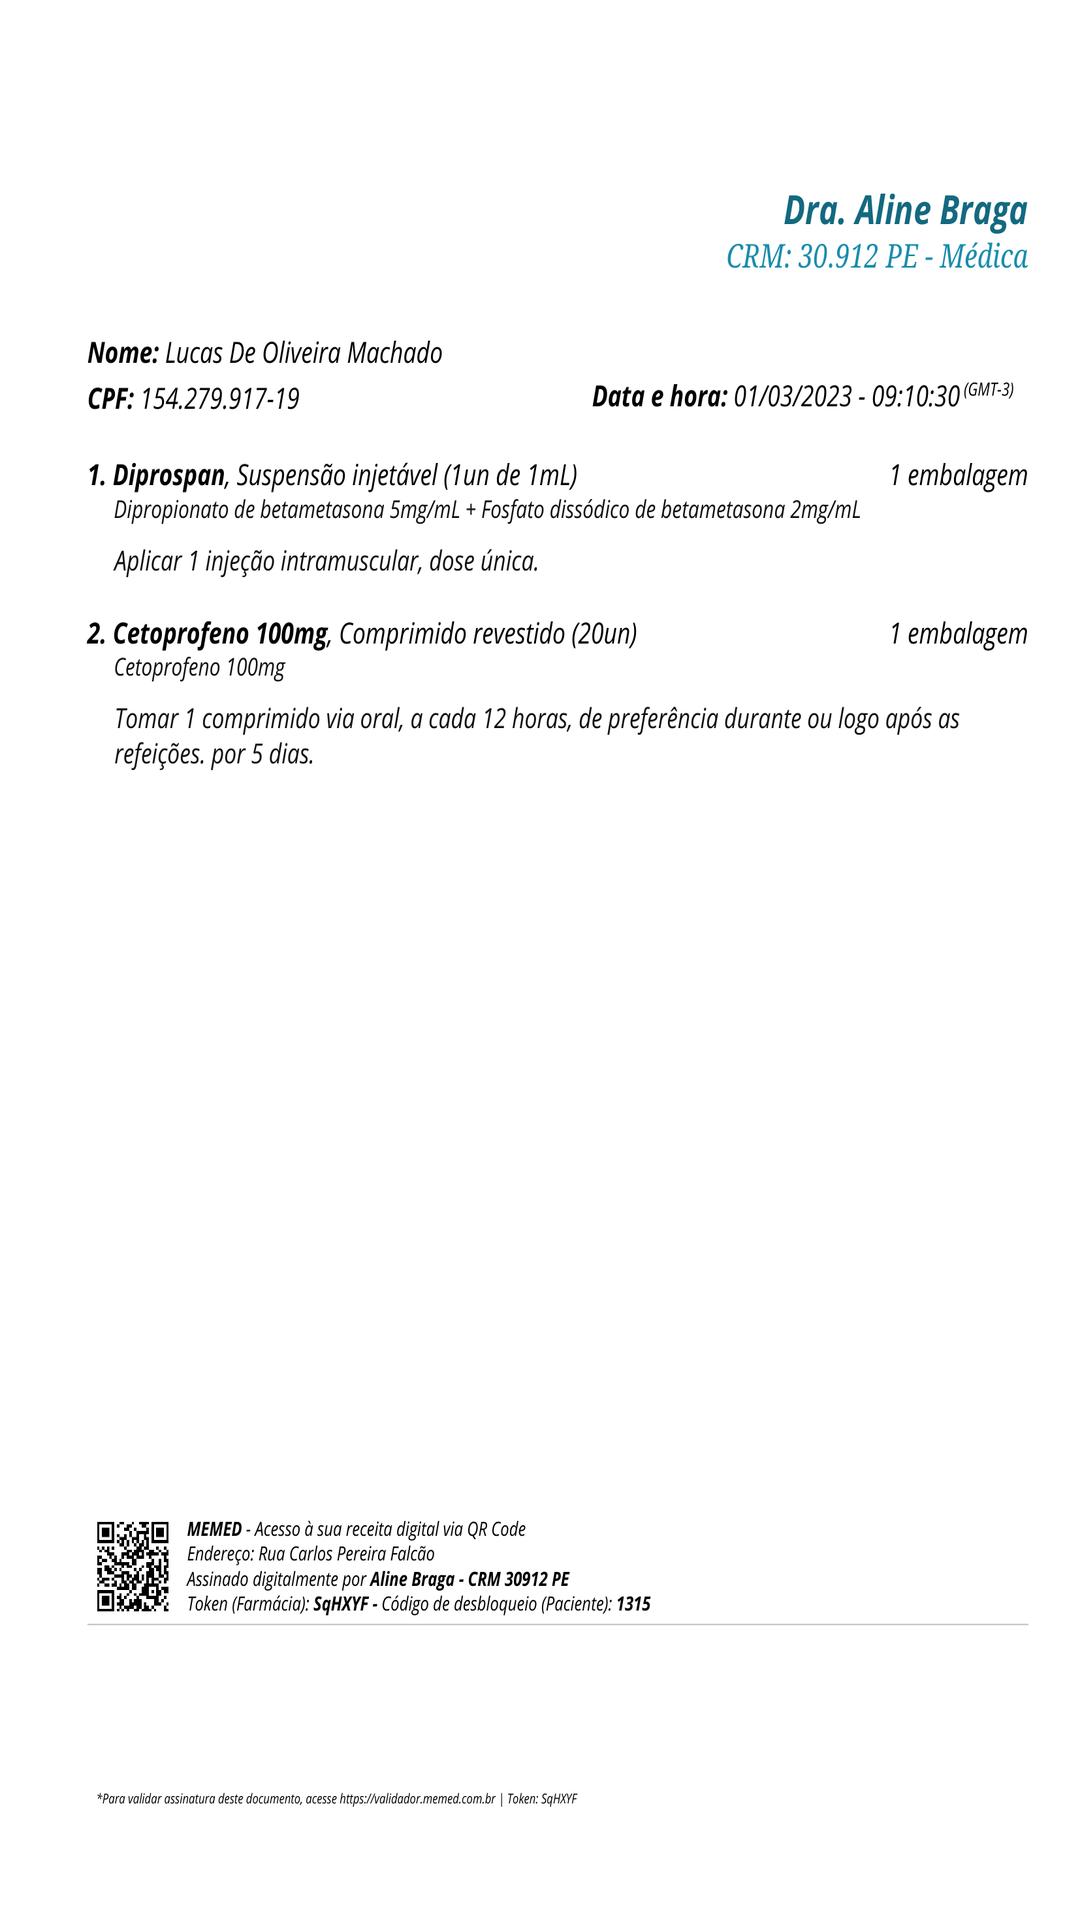 Dra. Aline Braga
CRM: 30.912 PE - Médica
Nome: Lucas De Oliveira Machado
CPF: 154.279.917-19
Data e hora: 01/03/2023 - 09:10:30 (GMT-3)
1. Diprospan, Suspensão injetável (1un de 1mL) 1 embalagem
Dipropionato de betametasona 5mg/mL + Fosfato dissódico de betametasona 2mg/mL
Aplicar 1 injeção intramuscular, dose única.
2. Cetoprofeno 100mg, Comprimido revestido (20un) 1 embalagem
Cetoprofeno 100mg
Tomar 1 comprimido via oral, a cada 12 horas, de preferência durante ou logo após as
refeições. por 5 dias.
MEMED - Acesso à sua receita digital via QR Code
Endereço: Rua Carlos Pereira Falcão
Assinado digitalmente por Aline Braga - CRM 30912 PE
Token (Farmácia): SqHXYF - Código de desbloqueio (Paciente): 1315
*Para validar assinatura deste documento, acesse https://validador.memed.com.br | Token: SqHXYF